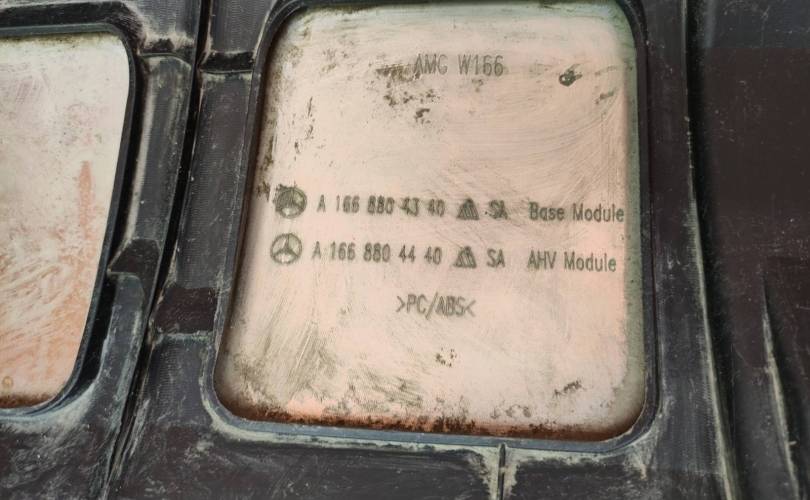 AMG W166
A 166 880 43 40 SA Base Module
A 166 880 44 40 SA AHV Module
>PC/ABS<